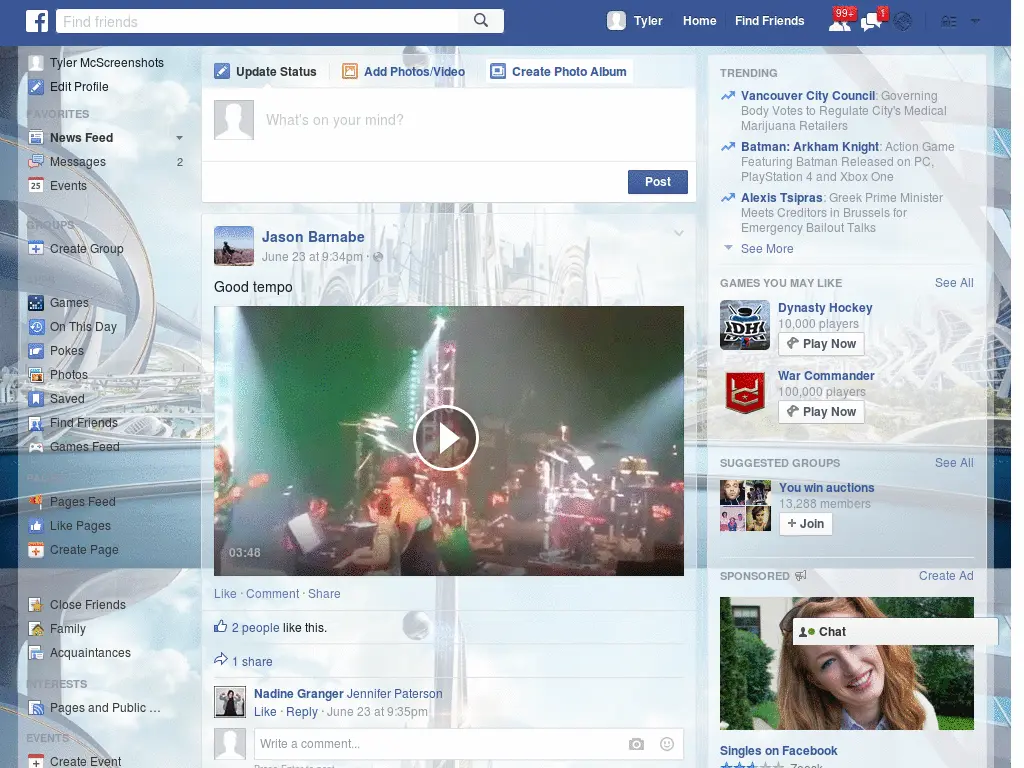 Find friends
Tyler
Home
Find Friends
99+
1
Tyler McScreenshots
Edit Profile
FAVORITES
News Feed
Messages
2
25
Events
GROUPS
Create Group
Games
On This Day
Pokes
Photos
Saved
Find Friends
Games Feed
Pages Feed
Like Pages
Create Page
Close Friends
Family
Acquaintances
INTERESTS
Pages and Public ...
EVENTS
Create Event
Update Status
Add Photos/Video
Create Photo Album
What's on your mind?
Post
Jason Barnabe
June 23 at 9:34pm ·
Good tempo
03:48
Like · Comment · Share
2 people like this.
1 share
Nadine Granger Jennifer Paterson
Like · Reply · June 23 at 9:35pm
Write a comment...
TRENDING
Vancouver City Council: Governing
Body Votes to Regulate City's Medical
Marijuana Retailers
Batman: Arkham Knight: Action Game
Featuring Batman Released on PC,
PlayStation 4 and Xbox One
Alexis Tsipras: Greek Prime Minister
Meets Creditors in Brussels for
Emergency Bailout Talks
See More
GAMES YOU MAY LIKE
See All
DH
Dynasty Hockey
10,000 players
Play Now
War Commander
100,000 players
Play Now
SUGGESTED GROUPS
See All
You win auctions
13,288 members
+ Join
SPONSORED
Create Ad
Chat
Singles on Facebook